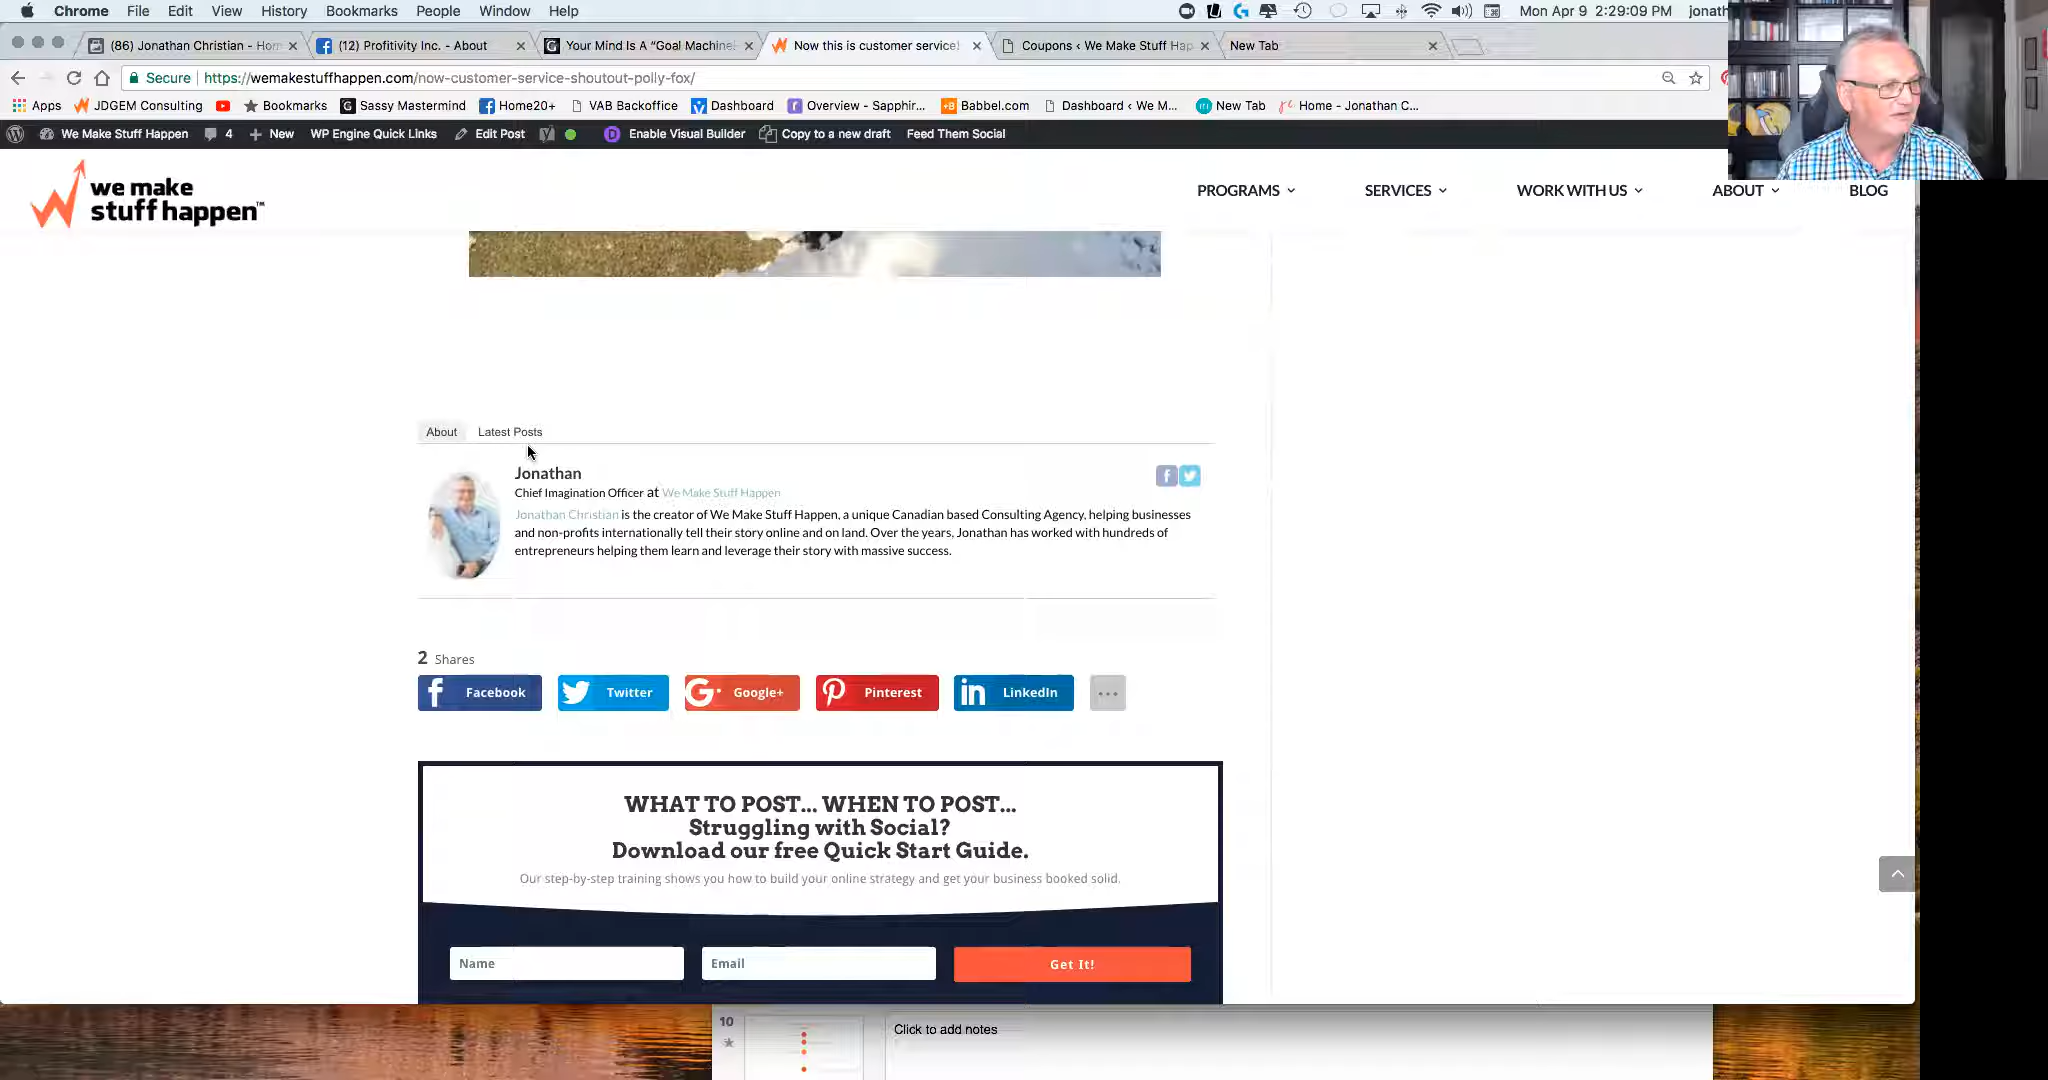 Chrome File Edit View History Bookmarks People Window Help Mon Apr 9 2:29:09 PM jonath
(86) Jonathan Christian - Hom (12) Profitivity Inc. - About Your Mind Is A “Goal Machine Now this is customer service! Coupons ‹ We Make Stuff Hap New Tab
Secure https://wemakestuffhappen.com/now-customer-service-shoutout-polly-fox/
Apps JDGEM Consulting Bookmarks Sassy Mastermind Home20+ VAB Backoffice Dashboard Overview - Sapphir... Babbel.com Dashboard ‹ We M... New Tab Home - Jonathan C...
We Make Stuff Happen 4 New WP Engine Quick Links Edit Post Enable Visual Builder Copy to a new draft Feed Them Social
we make
stuff happen™
PROGRAMS SERVICES WORK WITH US ABOUT BLOG
About Latest Posts
Jonathan
Chief Imagination Officer at We Make Stuff Happen
Jonathan Christian is the creator of We Make Stuff Happen, a unique Canadian based Consulting Agency, helping businesses
and non-profits internationally tell their story online and on land. Over the years, Jonathan has worked with hundreds of
entrepreneurs helping them learn and leverage their story with massive success.
2 Shares
Facebook Twitter Google+ Pinterest LinkedIn ...
WHAT TO POST... WHEN TO POST...
Struggling with Social?
Download our free Quick Start Guide.
Our step-by-step training shows you how to build your online strategy and get your business booked solid.
Name Email Get It!
10 Click to add notes